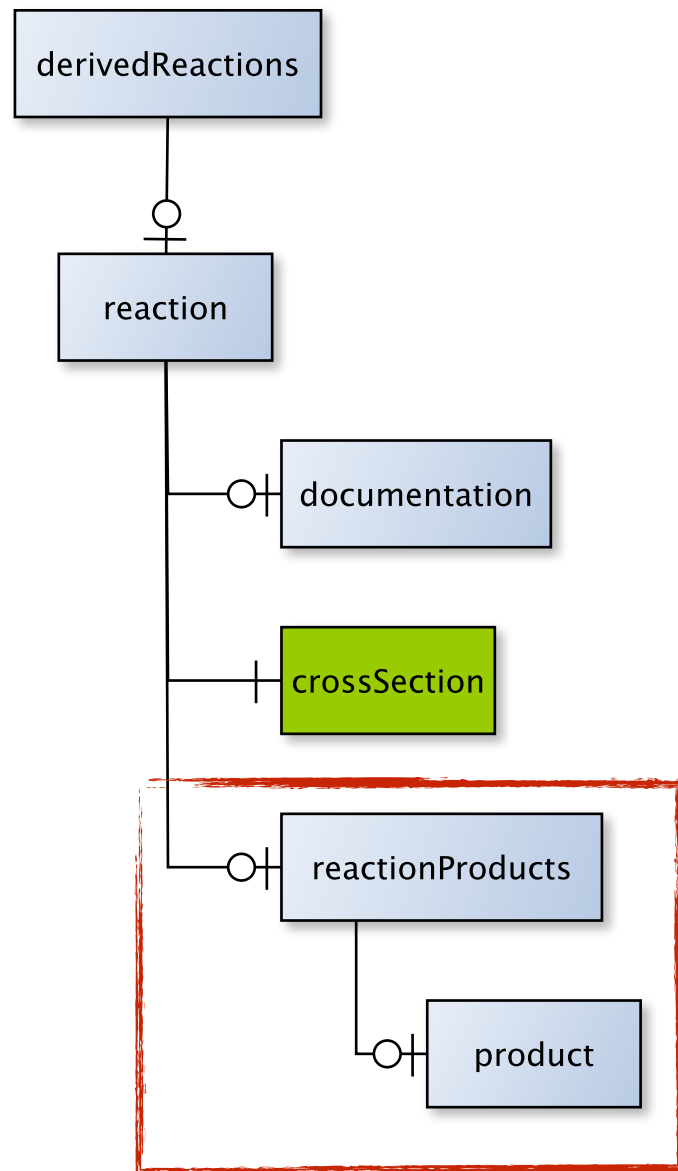 derivedReactions
reaction
documentation
crossSection
reactionProducts
product